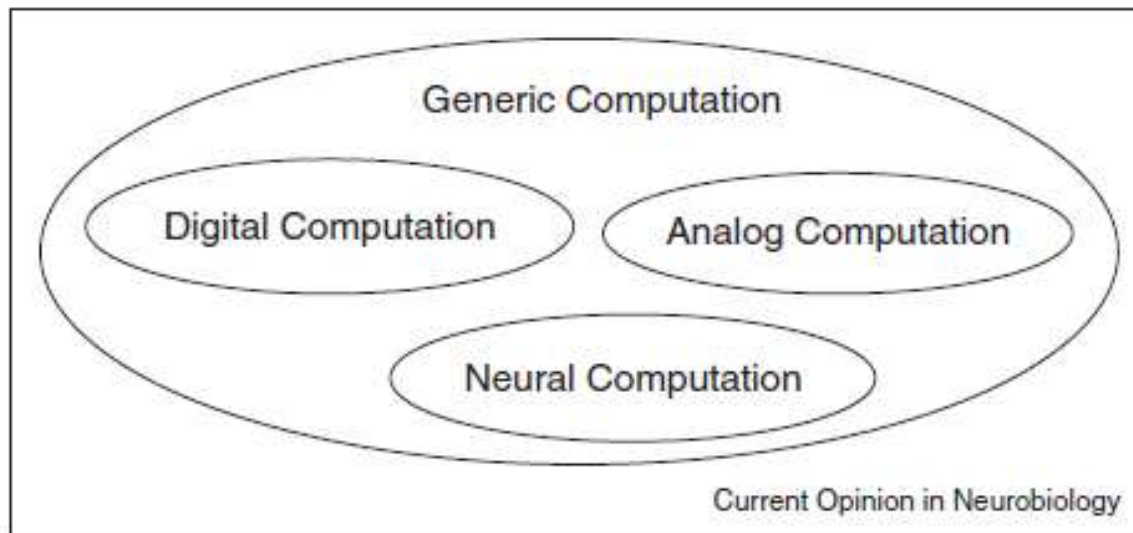 Generic Computation
Digital Computation
Analog Computation
Neural Computation
Current Opinion in Neurobiology